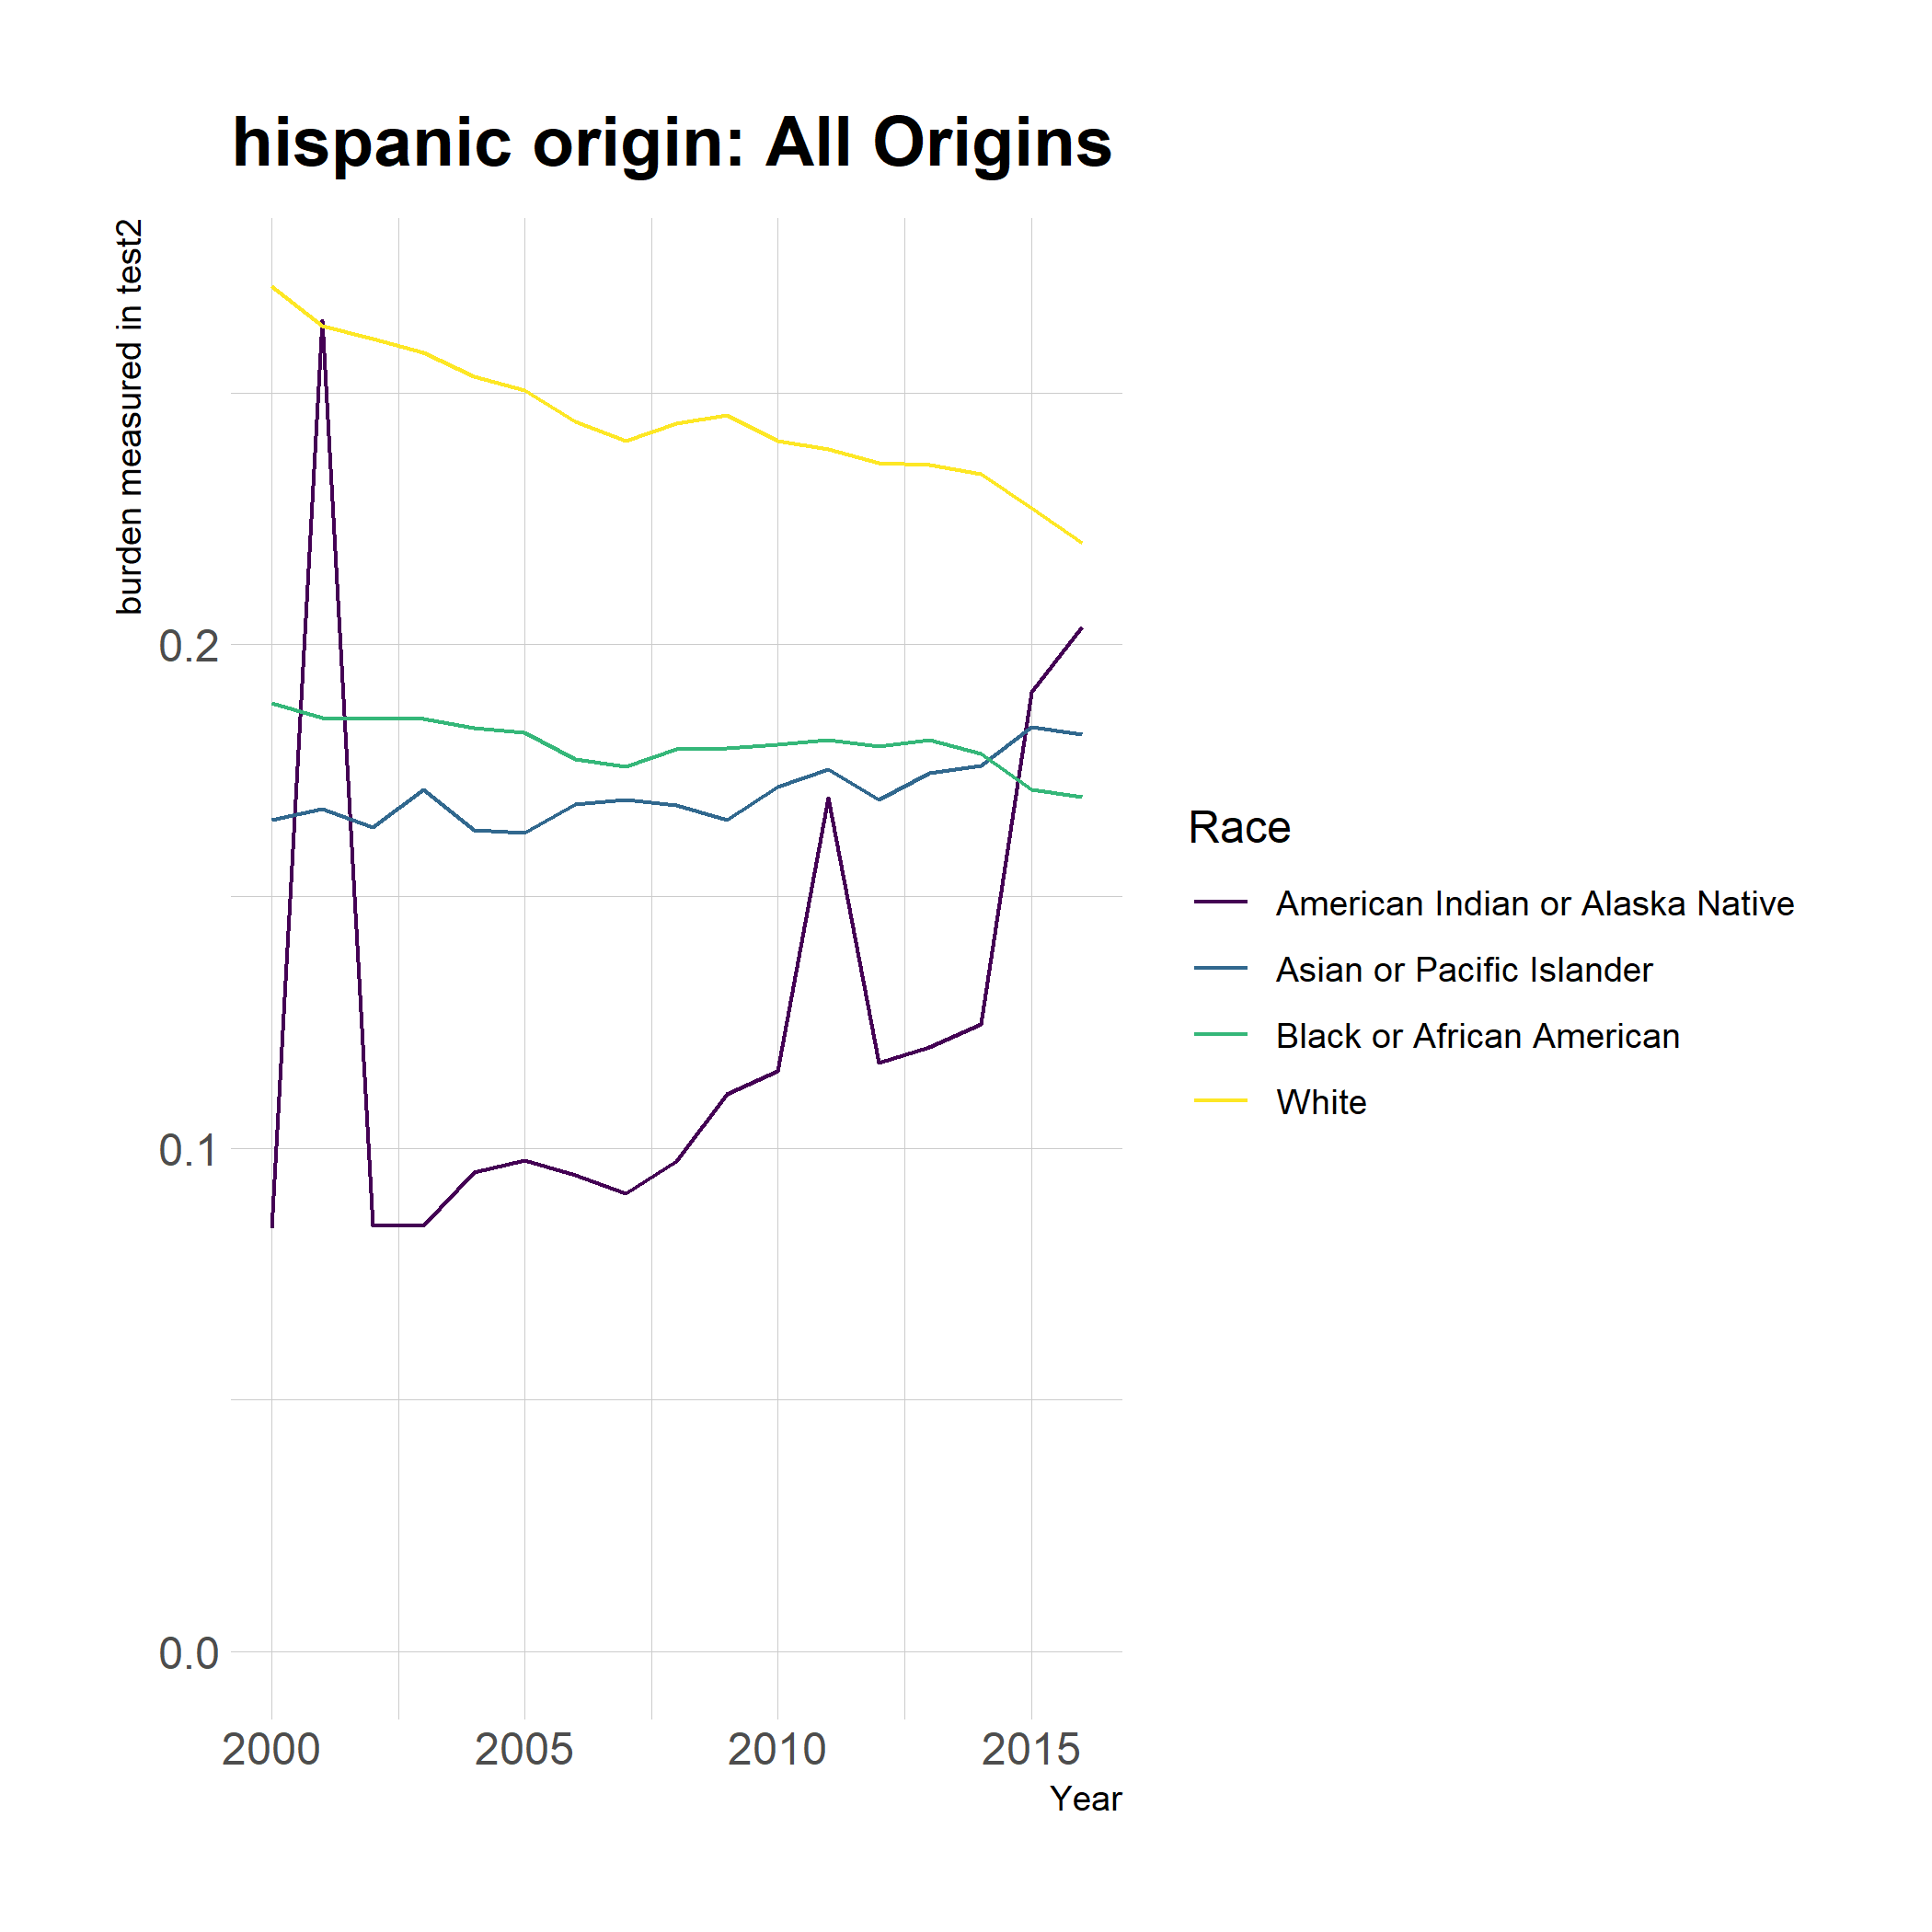 hispanic origin: All Origins
burden measured in test2
0.2
0.1
0.0
2000 2005 2010 2015
Year
Race
American Indian or Alaska Native
Asian or Pacific Islander
Black or African American
White